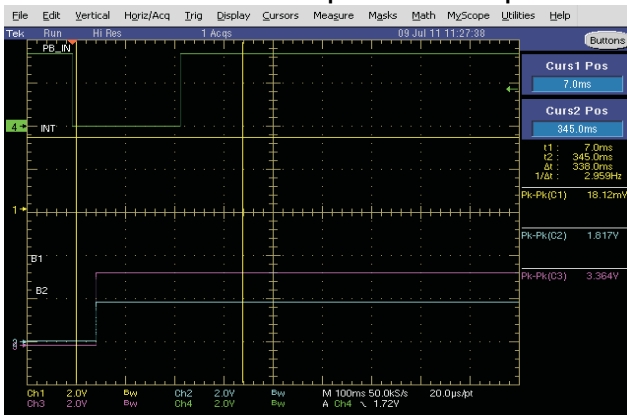 File Edit Vertical Horiz/Acq Trig Display Cursors Measure Masks Math MyScope Utilities Help
Tek Run Hi Res 1 Acqs 09 Jul 11 11:27:38
Buttons
PB_IN
Curs1 Pos
7.0ms
Curs2 Pos
345.0ms
4
INT
t1 : 7.0ms
t2 : 345.0ms
Δt : 338.0ms
1/Δt : 2.959Hz
Pk-Pk(C1) 18.12mV
1
Pk-Pk(C2) 1.817V
B1
Pk-Pk(C3) 3.364V
B2
Ch1 2.0V Bw Ch2 2.0V Bw M 100ms 50.0kS/s 20.0µs/pt
Ch3 2.0V Bw Ch4 2.0V Bw A Ch4 1.72V